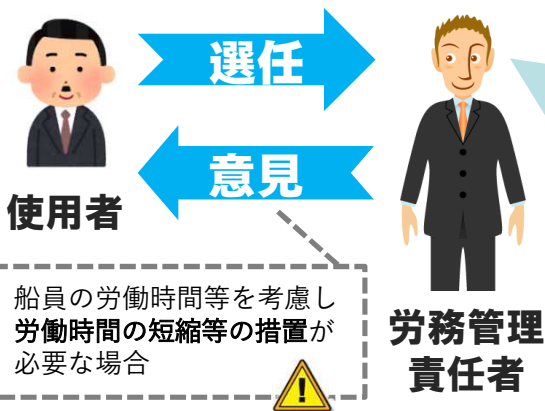 選任
意見
使用者
船員の労働時間等を考慮し
労働時間の短縮等の措置が
必要な場合
労務管理
責任者